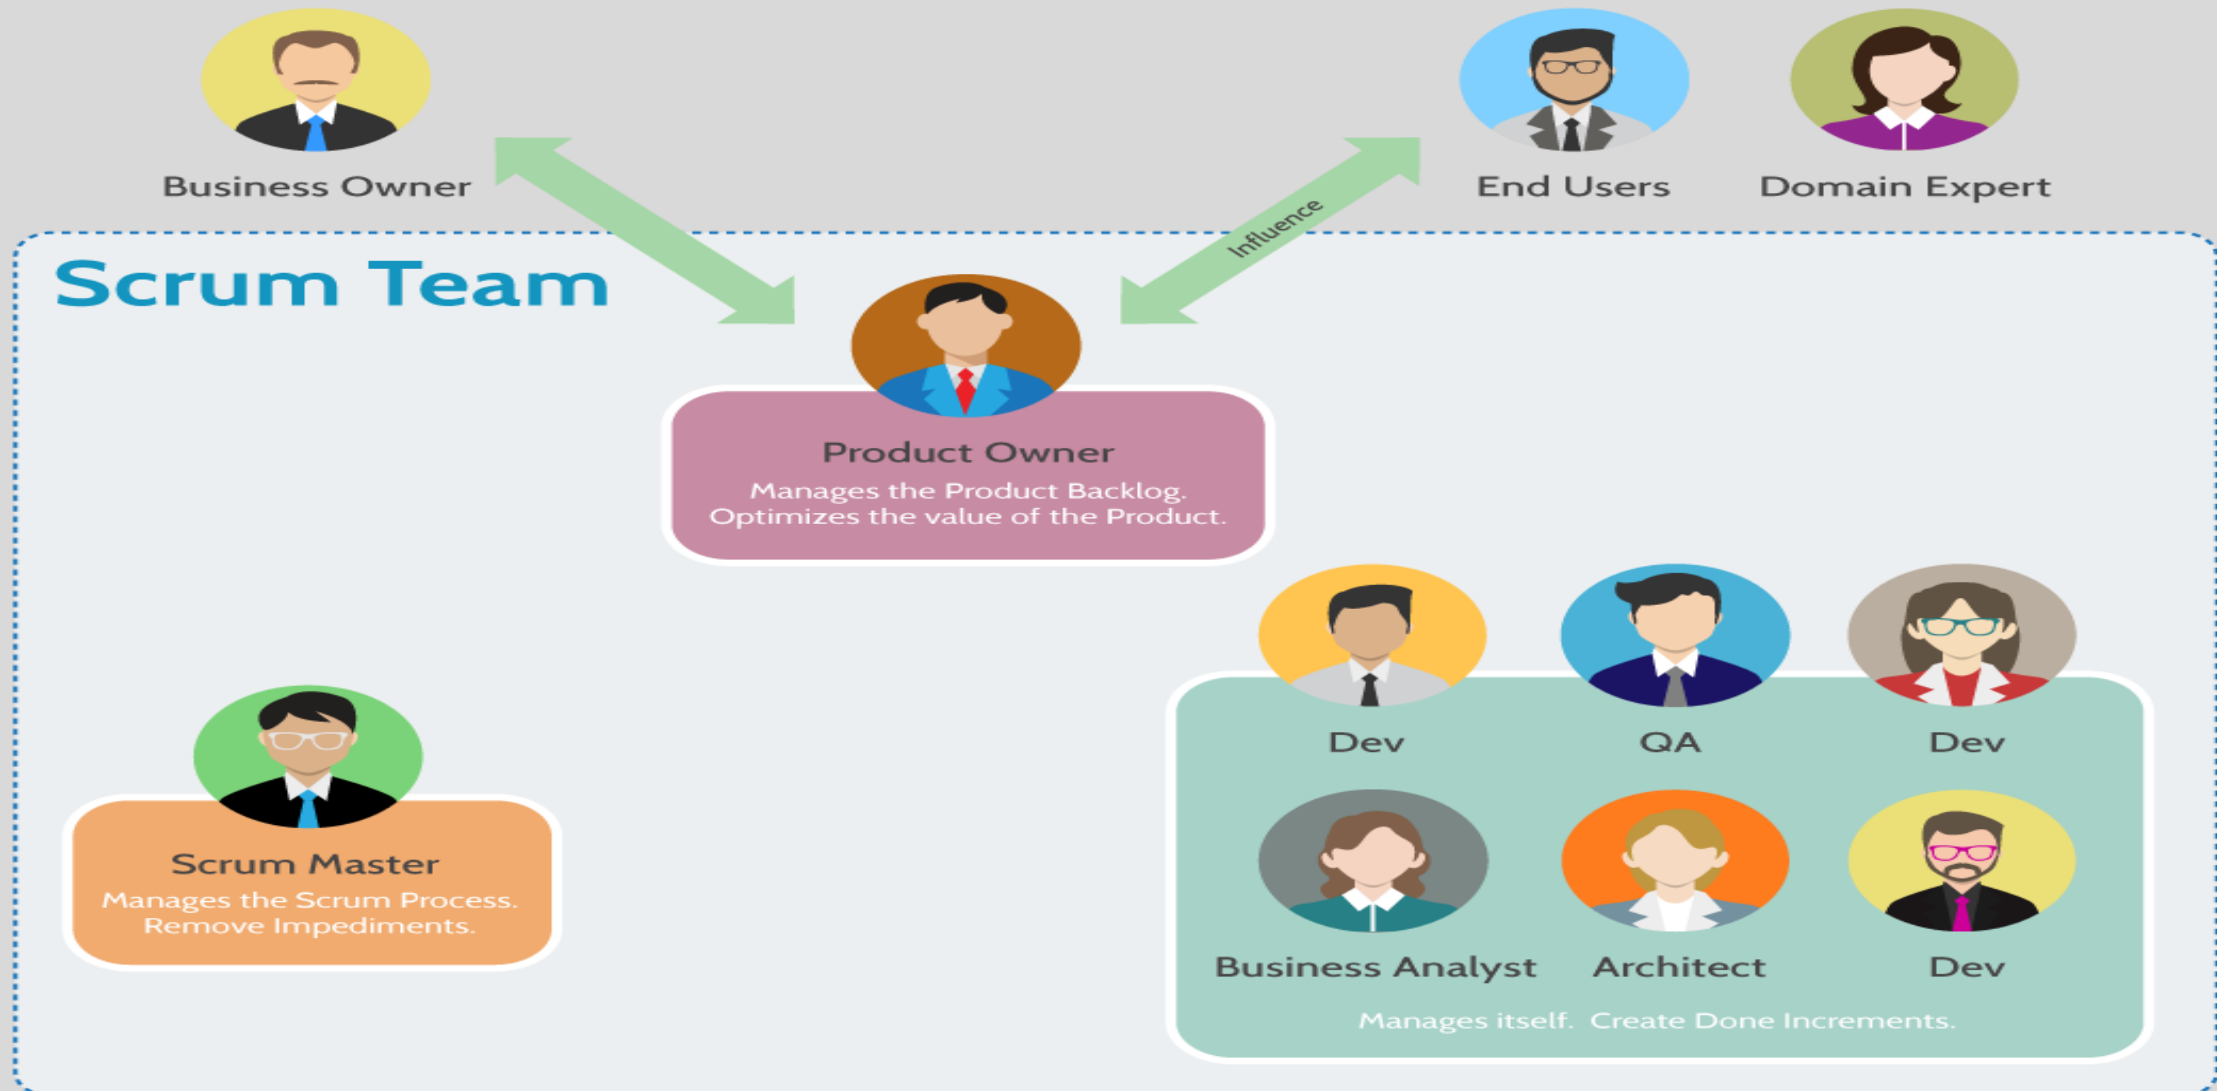 Business Owner
End Users
Domain Expert
Influence
Scrum Team
Product Owner
Manages the Product Backlog.
Optimizes the value of the Product.
Dev
QA
Dev
Scrum Master
Manages the Scrum Process.
Remove Impediments.
Business Analyst
Architect
Dev
Manages itself. Create Done Increments.